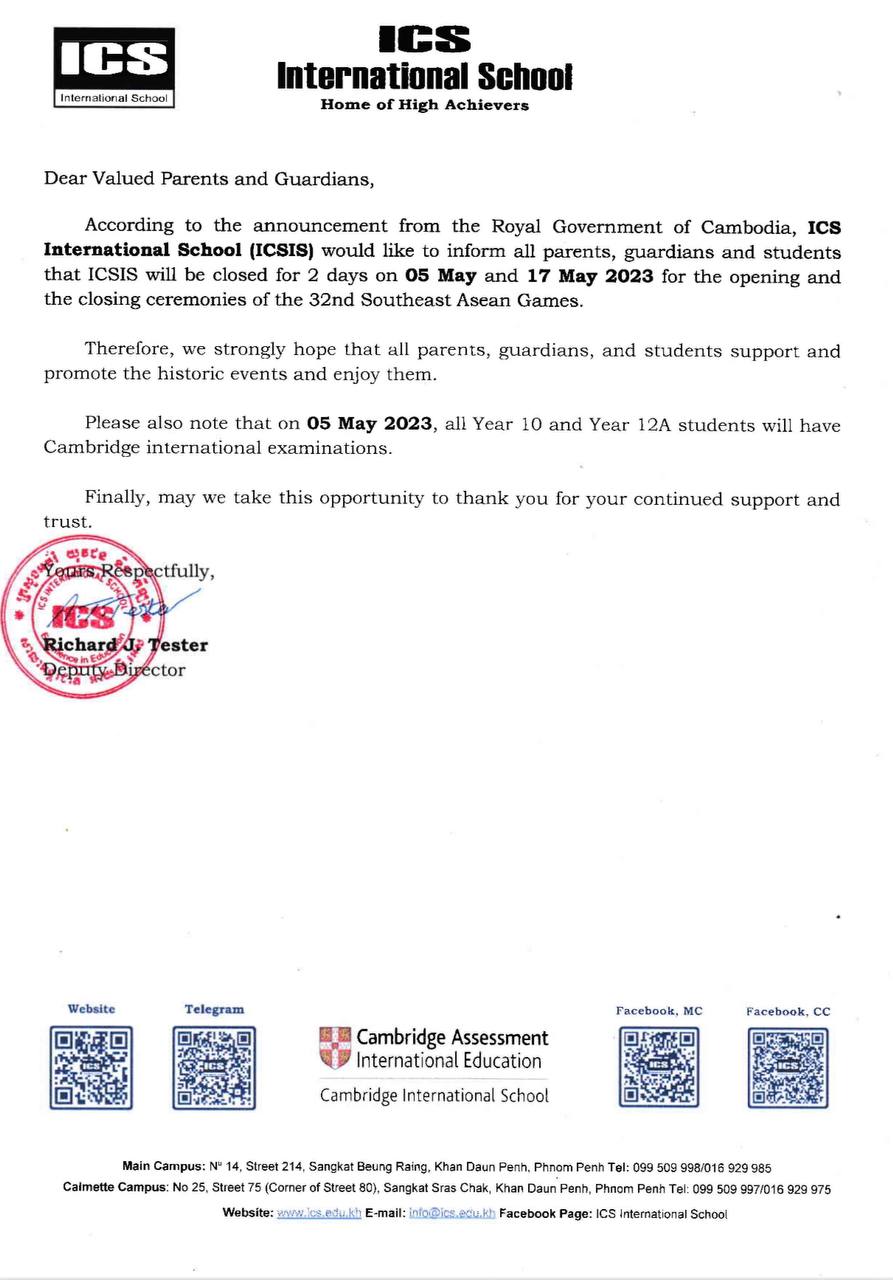 ICS
International School
ICS
International School
Home of High Achievers
Dear Valued Parents and Guardians,
According to the announcement from the Royal Government of Cambodia, ICS
International School (ICSIS) would like to inform all parents, guardians and students
that ICSIS will be closed for 2 days on 05 May and 17 May 2023 for the opening and
the closing ceremonies of the 32nd Southeast Asean Games.
Therefore, we strongly hope that all parents, guardians, and students support and
promote the historic events and enjoy them.
Please also note that on 05 May 2023, all Year 10 and Year 12A students will have
Cambridge international examinations.
Finally, may we take this opportunity to thank you for your continued support and
trust.
Yours Respectfully,
ICS INTERNATIONAL SCHOOL
ICS
Excellence in Education
Richard J. Tester
Deputy Director
Website
Telegram
Facebook, MC
Facebook, CC
ICS
ICS
ICS
ICS
Cambridge Assessment
International Education
Cambridge International School
Main Campus: Nº 14, Street 214, Sangkat Beung Raing, Khan Daun Penh, Phnom Penh Tel: 099 509 998/016 929 985
Calmette Campus: No 25, Street 75 (Corner of Street 80), Sangkat Sras Chak, Khan Daun Penh, Phnom Penh Tel: 099 509 997/016 929 975
Website: www.ics.edu.kh E-mail: info@ics.edu.kh Facebook Page: ICS International School